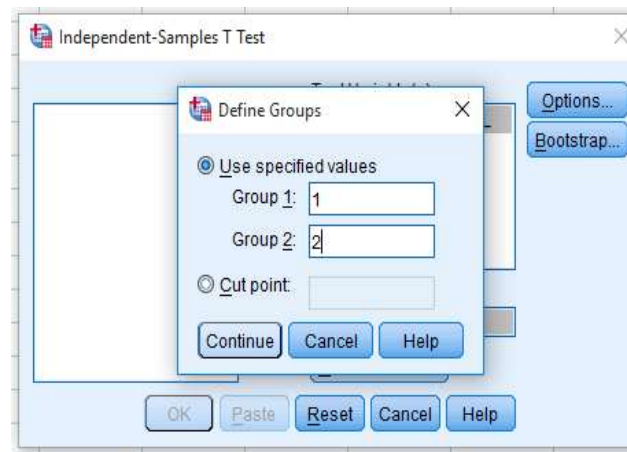 Independent-Samples T Test
Define Groups
Options...
Bootstrap...
Use specified values
Group 1: 1
Group 2: 2
Cut point:
Continue Cancel Help
OK Paste Reset Cancel Help